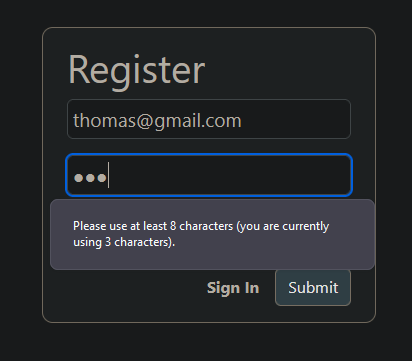 Register
thomas@gmail.com
●●●
Please use at least 8 characters (you are currently
using 3 characters).
Sign In
Submit